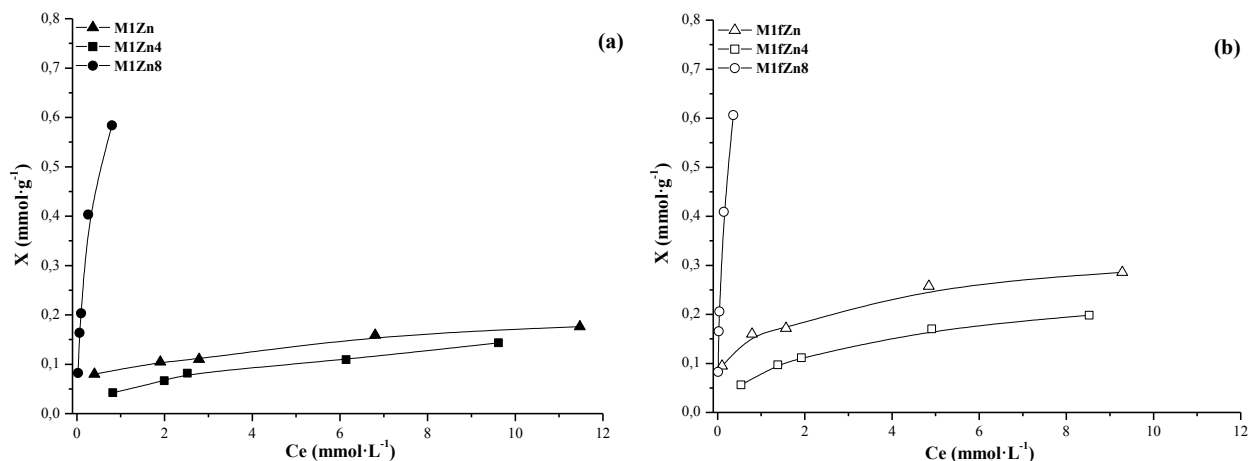 M1Zn
M1Zn4
M1Zn8
(a)
0,8
0,7
0,6
0,5
0,4
0,3
0,2
0,1
0,0
X (mmol·g⁻¹)
0 2 4 6 8 10 12
Ce (mmol·L⁻¹)
M1fZn
M1fZn4
M1fZn8
(b)
0,8
0,7
0,6
0,5
0,4
0,3
0,2
0,1
0,0
X (mmol·g⁻¹)
0 2 4 6 8 10 12
Ce (mmol·L⁻¹)